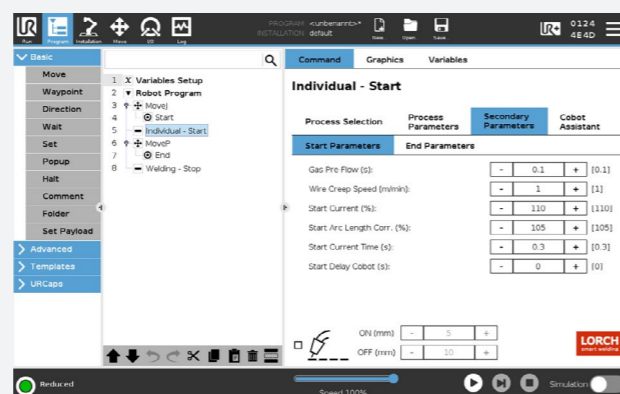 PROGRAM <unbenannt>*
INSTALLATION default
Run Program Installation Move I/O Log
New... Open... Save...
0124
4E4D
Basic
Move
Waypoint
Direction
Wait
Set
Popup
Halt
Comment
Folder
Set Payload
Advanced
Templates
URCaps
1 X Variables Setup
2 Robot Program
3 MoveJ
4 Start
5 Individual - Start
6 MoveP
7 End
8 Welding - Stop
Command Graphics Variables
Individual - Start
Process Selection Process Parameters Secondary Parameters Cobot Assistant
Start Parameters End Parameters
Gas Pre Flow (s): - 0.1 + [0.1]
Wire Creep Speed (m/min): - 1 + [1]
Start Current (%): - 110 + [110]
Start Arc Length Corr. (%): - 105 + [105]
Start Current Time (s): - 0.3 + [0.3]
Start Delay Cobot (s): - 0 + [0]
ON (mm) - 5 +
OFF (mm) - 10 +
LORCH
smart welding
Reduced
Speed 100%
Simulation